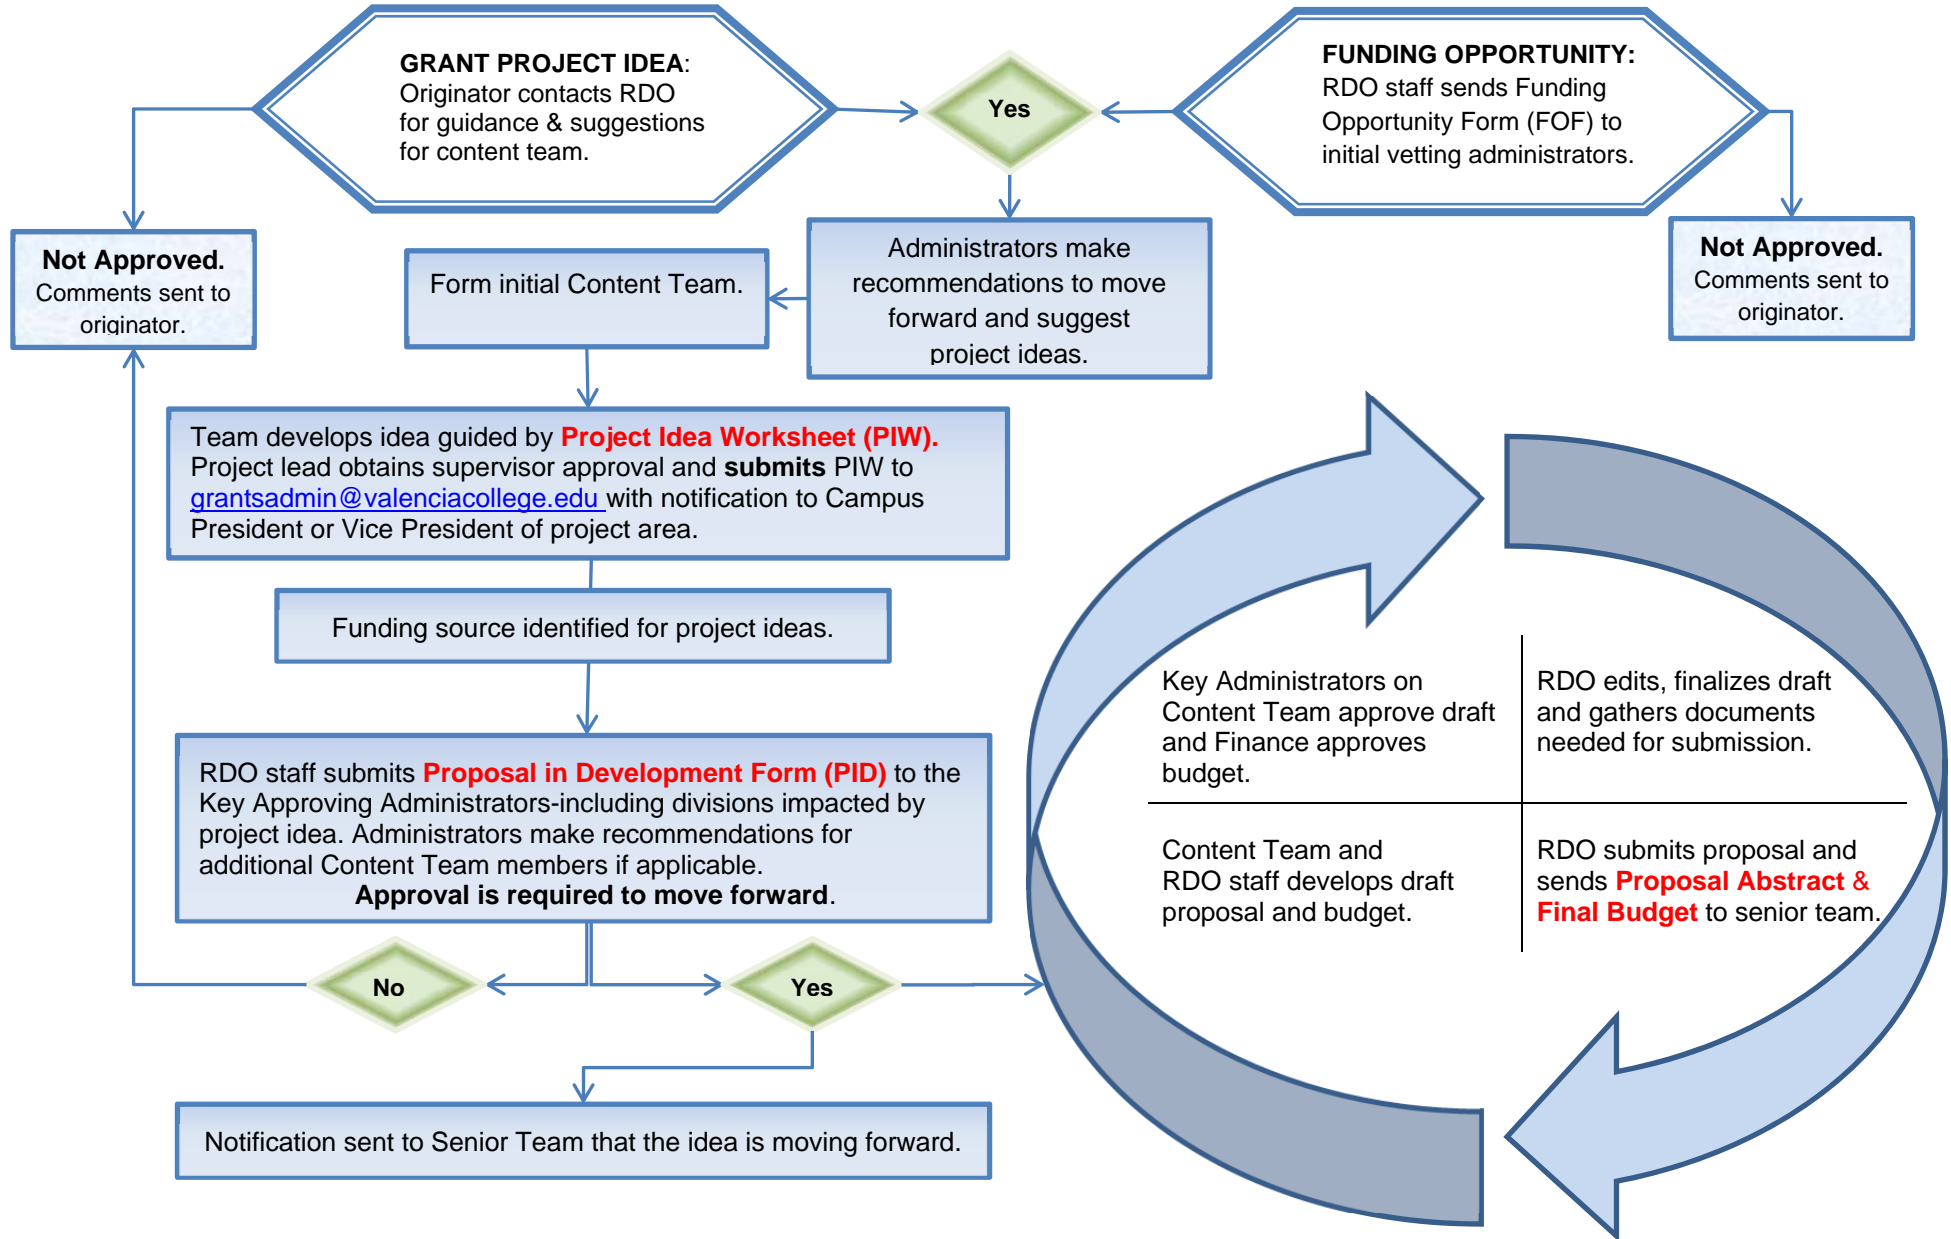 GRANT PROJECT IDEA:
Originator contacts RDO
for guidance & suggestions
for content team.
Yes
FUNDING OPPORTUNITY:
RDO staff sends Funding
Opportunity Form (FOF) to
initial vetting administrators.
Not Approved.
Comments sent to
originator.
Form initial Content Team.
Administrators make
recommendations to move
forward and suggest
project ideas.
Not Approved.
Comments sent to
originator.
Team develops idea guided by Project Idea Worksheet (PIW).
Project lead obtains supervisor approval and submits PIW to
grantsadmin@valenciacollege.edu with notification to Campus
President or Vice President of project area.
Funding source identified for project ideas.
RDO staff submits Proposal in Development Form (PID) to the
Key Approving Administrators-including divisions impacted by
project idea. Administrators make recommendations for
additional Content Team members if applicable.
Approval is required to move forward.
No
Yes
Notification sent to Senior Team that the idea is moving forward.
Key Administrators on
Content Team approve draft
and Finance approves
budget.
RDO edits, finalizes draft
and gathers documents
needed for submission.
Content Team and
RDO staff develops draft
proposal and budget.
RDO submits proposal and
sends Proposal Abstract &
Final Budget to senior team.